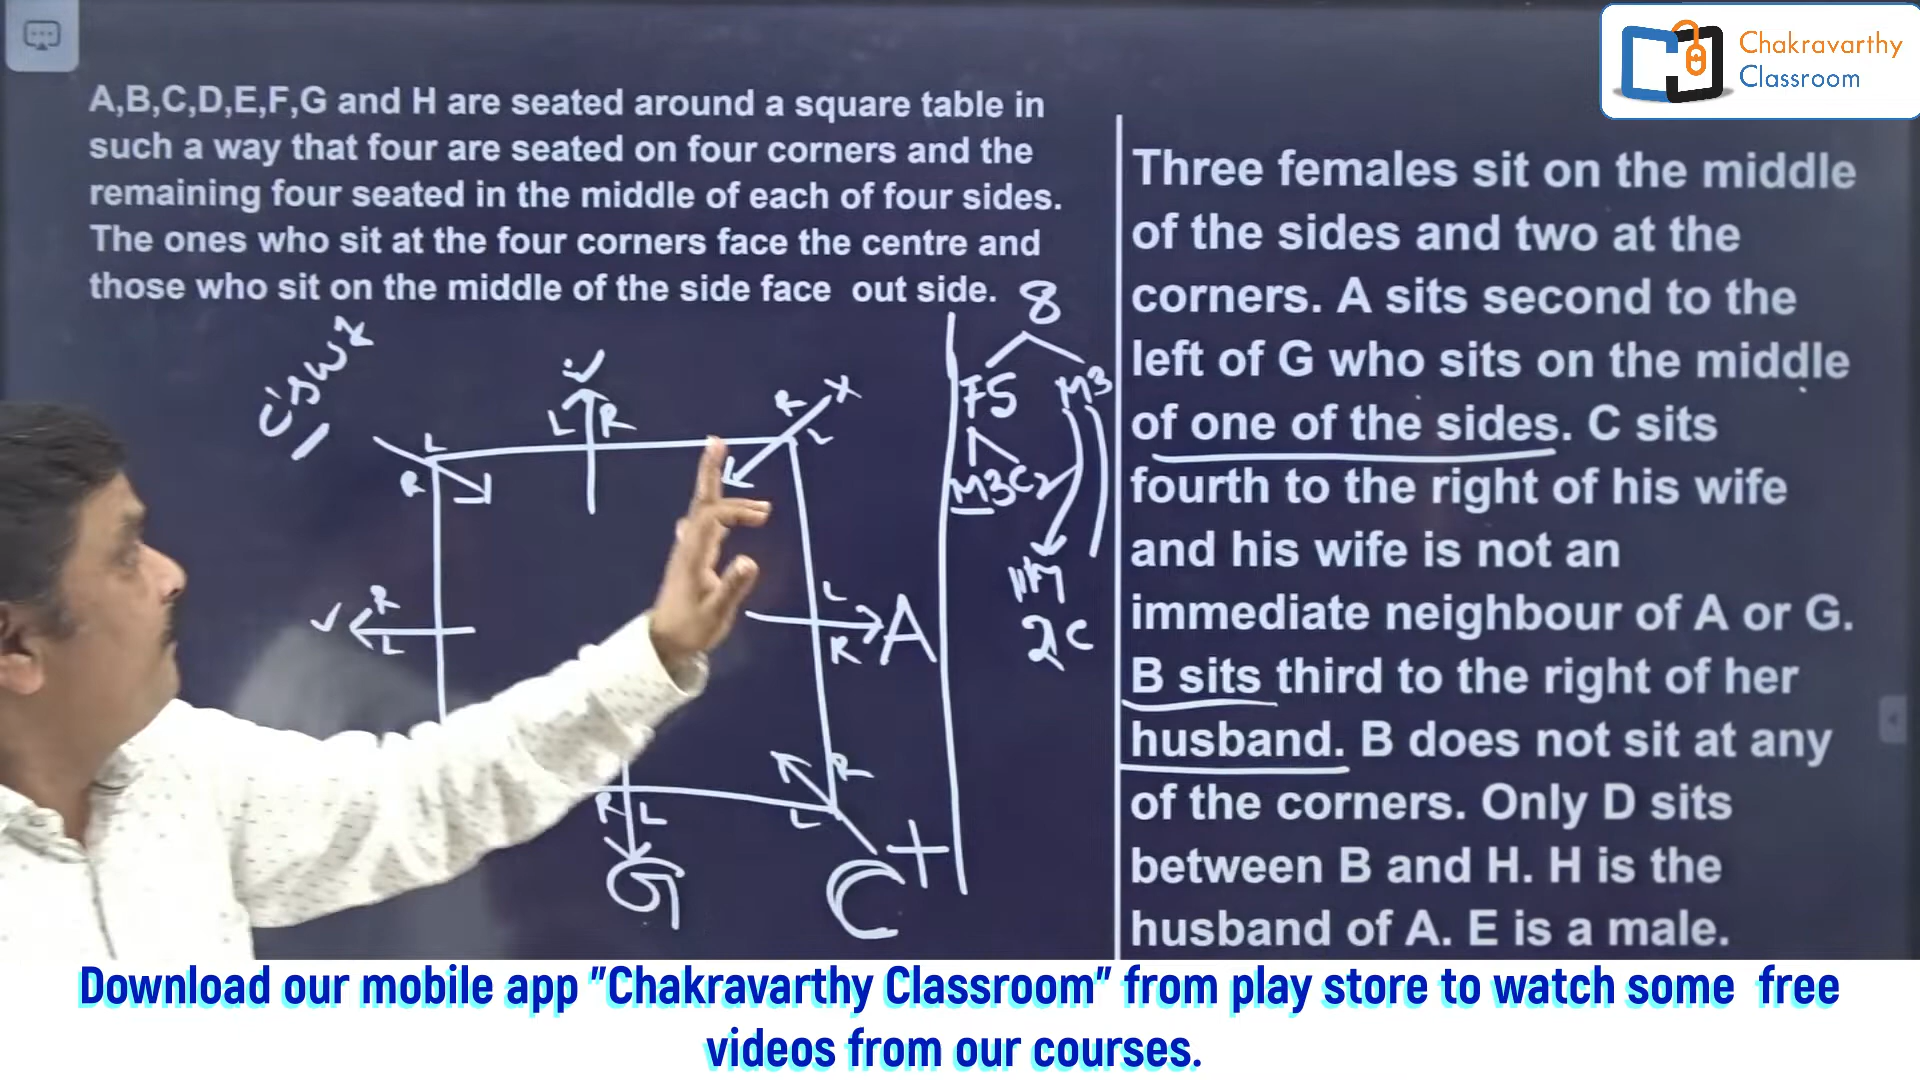 Chakravarthy
Classroom
A,B,C,D,E,F,G and H are seated around a square table in
such a way that four are seated on four corners and the
remaining four seated in the middle of each of four sides.
The ones who sit at the four corners face the centre and
those who sit on the middle of the side face out side.
Three females sit on the middle
of the sides and two at the
corners. A sits second to the
left of G who sits on the middle
of one of the sides. C sits
fourth to the right of his wife
and his wife is not an
immediate neighbour of A or G.
B sits third to the right of her
husband. B does not sit at any
of the corners. Only D sits
between B and H. H is the
husband of A. E is a male.
8
F5 M3
M3 C2
1M
2C
C'sw x
L R
R X
L
L
R
R
L
L
R
A
R
L
R L
G
C+
Download our mobile app "Chakravarthy Classroom" from play store to watch some free
videos from our courses.